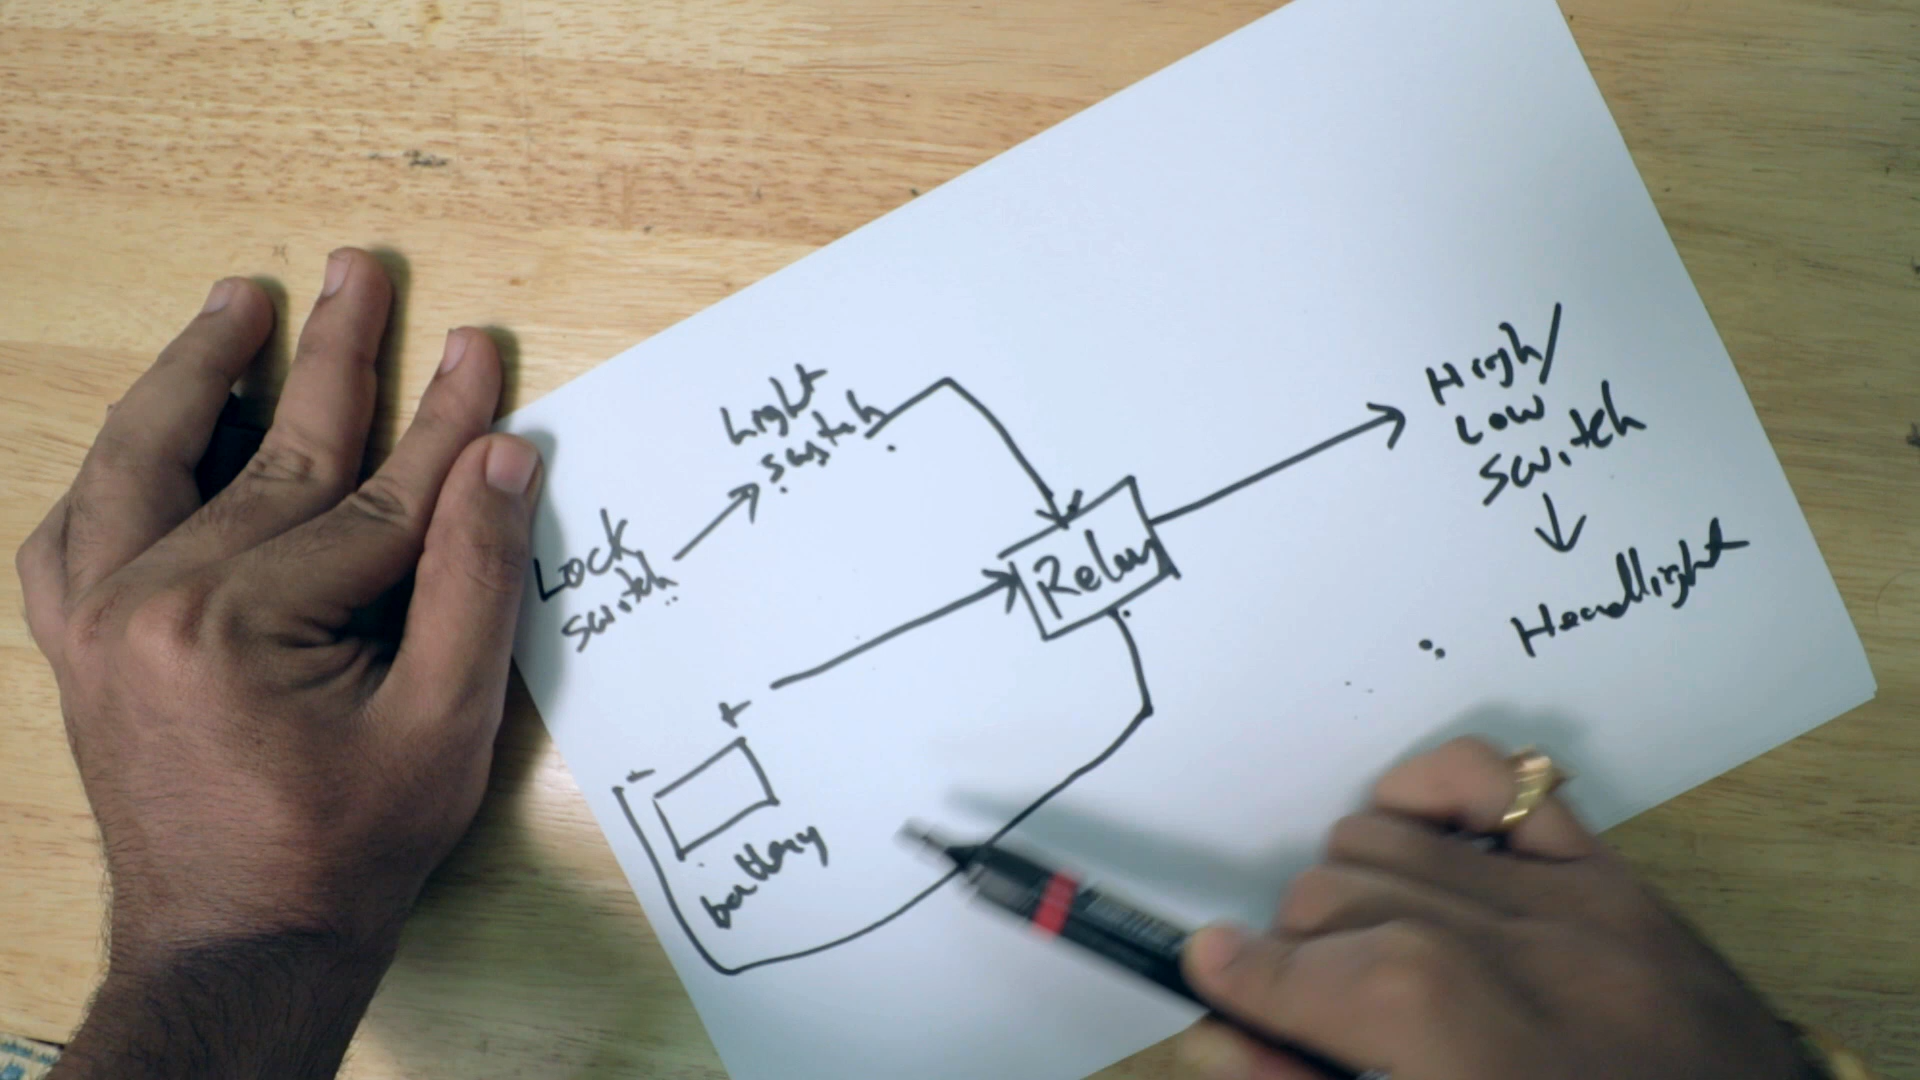 Light
switch
Lock
switch
+
-
battery
Relay
High/
Low
switch
Headlight